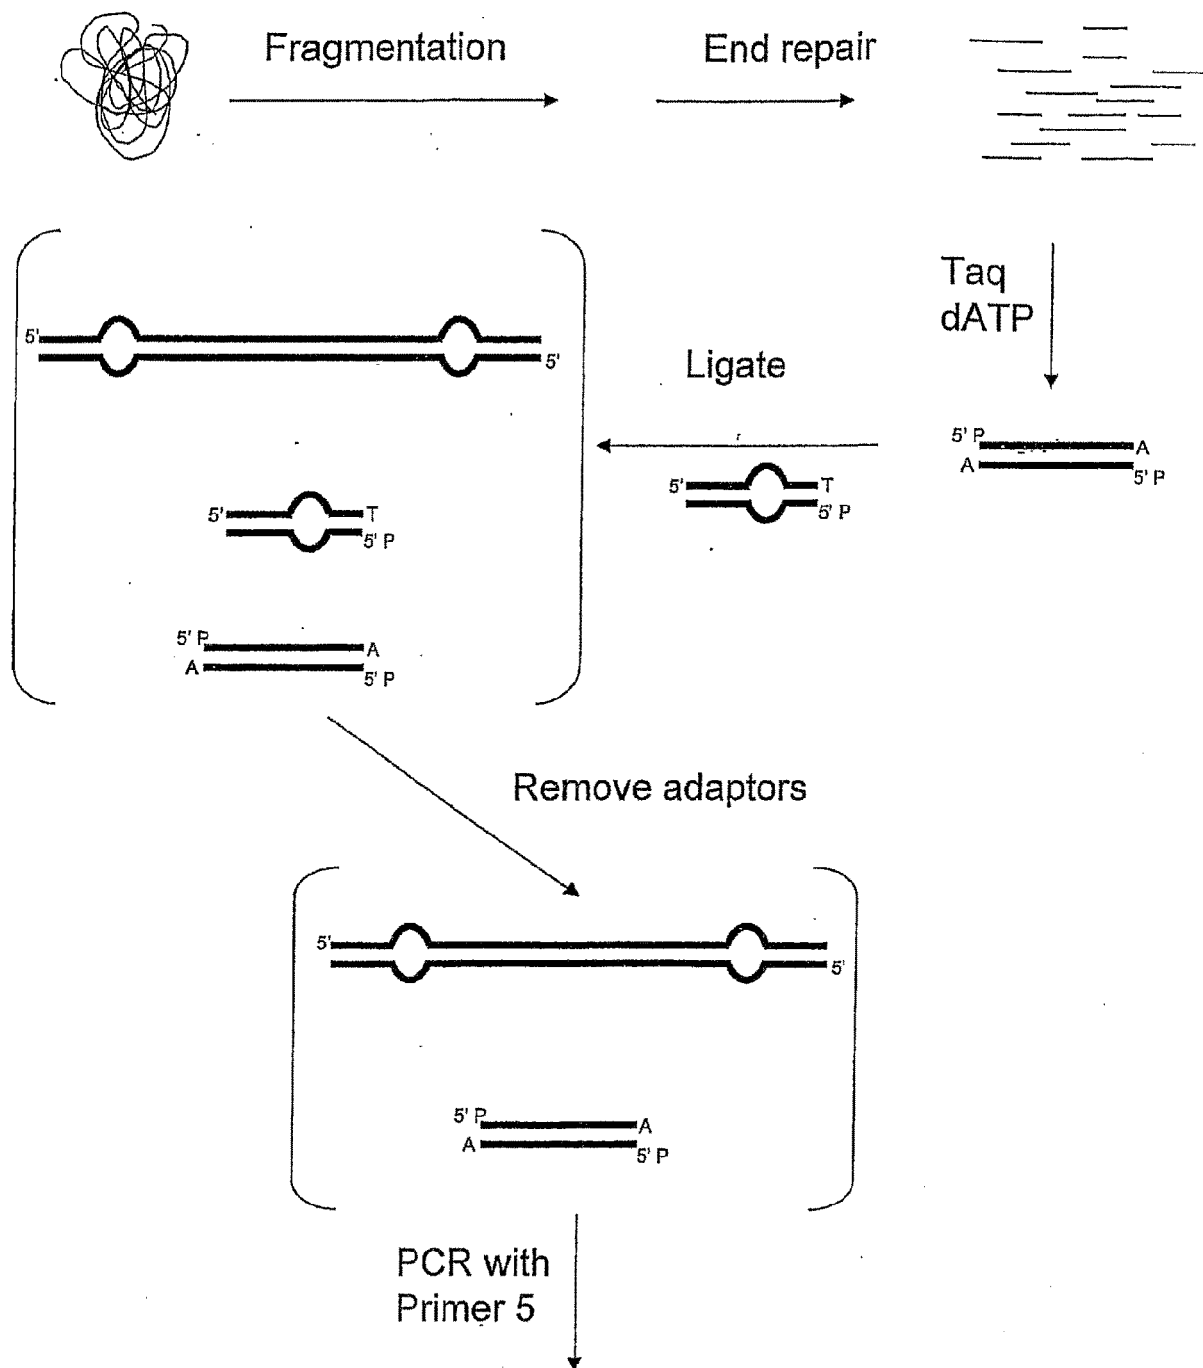 Fragmentation
End repair
Taq
dATP
5' P
A
A
5' P
Ligate
5'
T
5' P
5'
5'
5'
T
5' P
5' P
A
A
5' P
Remove adaptors
5'
5'
5' P
A
A
5' P
PCR with
Primer 5